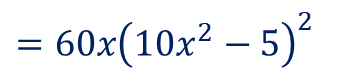 = 60x(10x² − 5)²